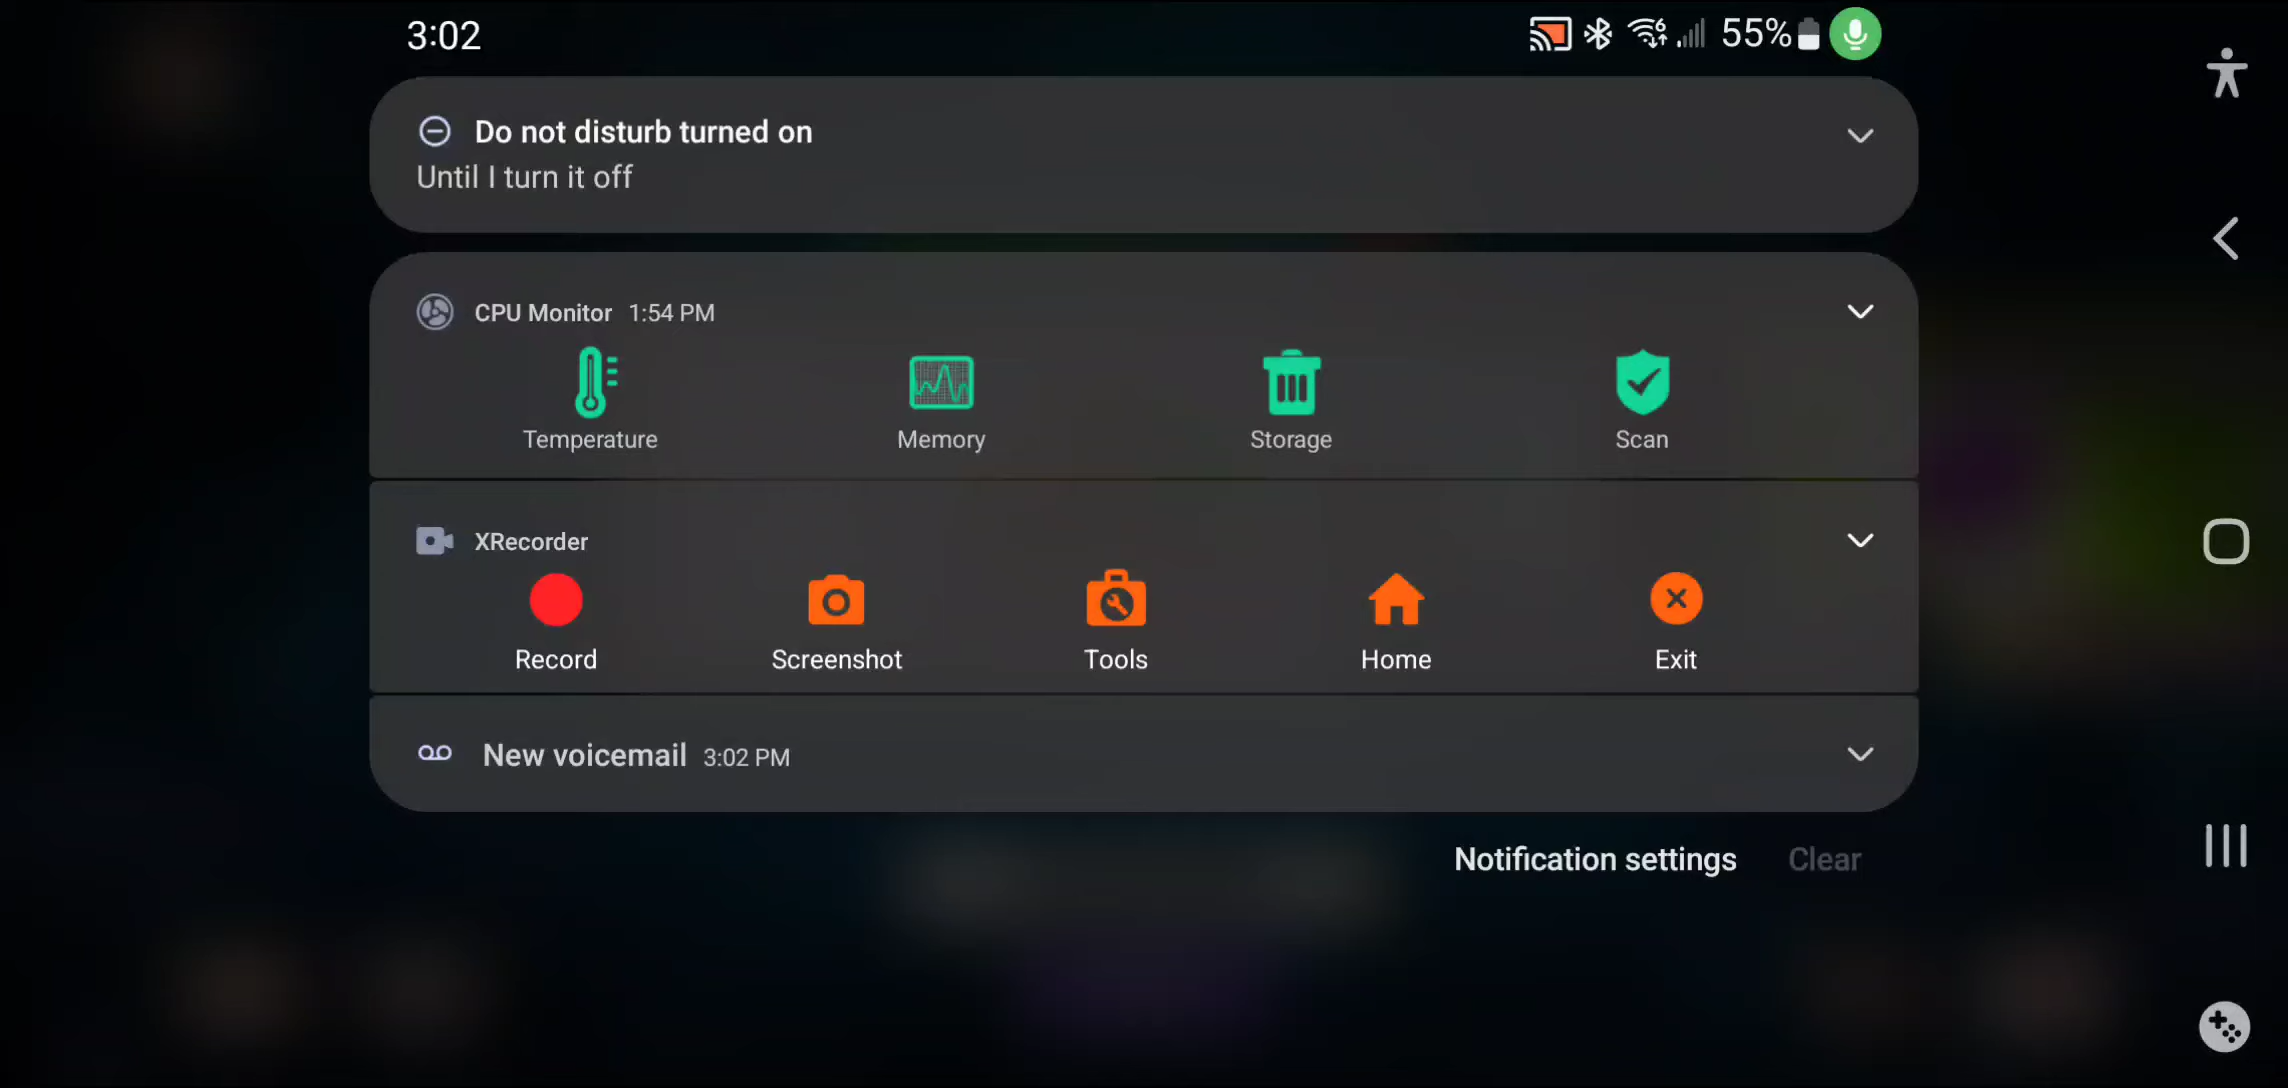 3:02
6
55%
Do not disturb turned on
Until I turn it off
CPU Monitor 1:54 PM
Temperature Memory Storage Scan
XRecorder
Record Screenshot Tools Home Exit
New voicemail 3:02 PM
Notification settings Clear